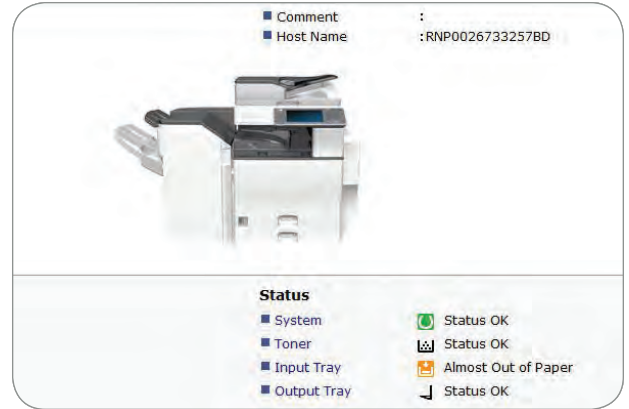 Comment :
Host Name :RNP0026733257BD
Status
System Status OK
Toner Status OK
Input Tray Almost Out of Paper
Output Tray Status OK